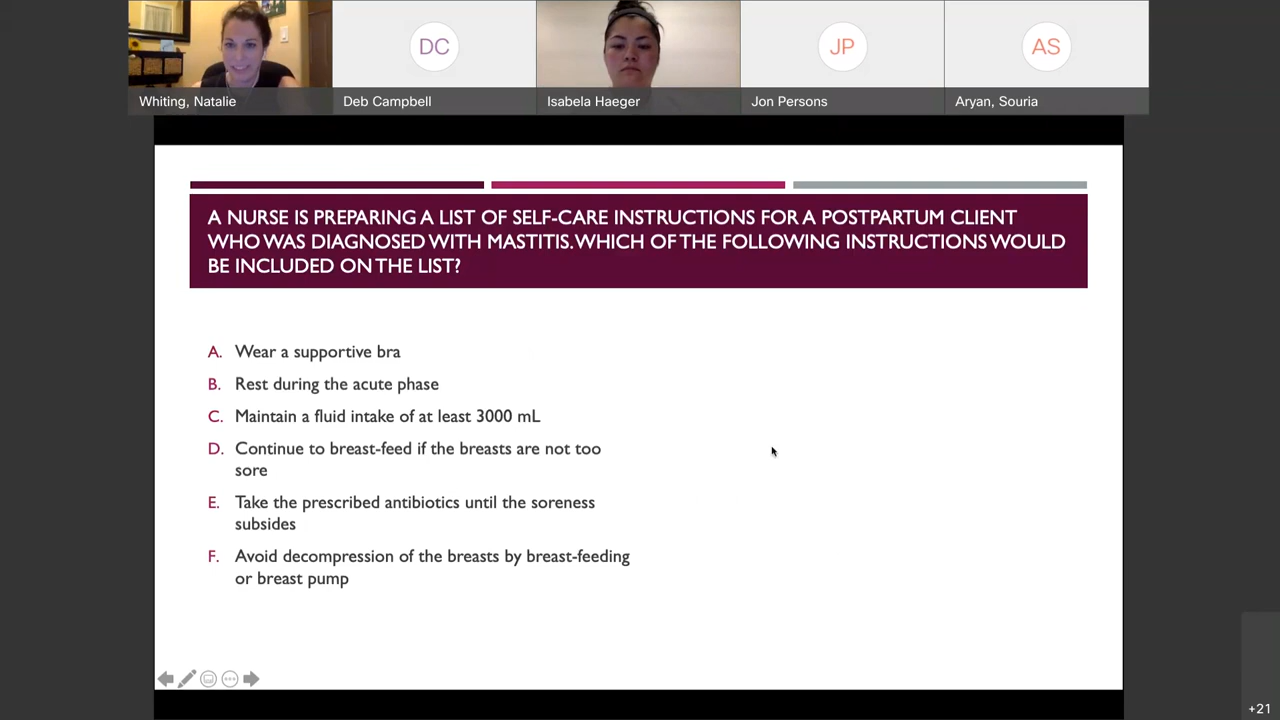 Whiting, Natalie
DC
Deb Campbell
Isabela Haeger
JP
Jon Persons
AS
Aryan, Souria
A NURSE IS PREPARING A LIST OF SELF-CARE INSTRUCTIONS FOR A POSTPARTUM CLIENT
WHO WAS DIAGNOSED WITH MASTITIS. WHICH OF THE FOLLOWING INSTRUCTIONS WOULD
BE INCLUDED ON THE LIST?
A. Wear a supportive bra
B. Rest during the acute phase
C. Maintain a fluid intake of at least 3000 mL
D. Continue to breast-feed if the breasts are not too
sore
E. Take the prescribed antibiotics until the soreness
subsides
F. Avoid decompression of the breasts by breast-feeding
or breast pump
+21